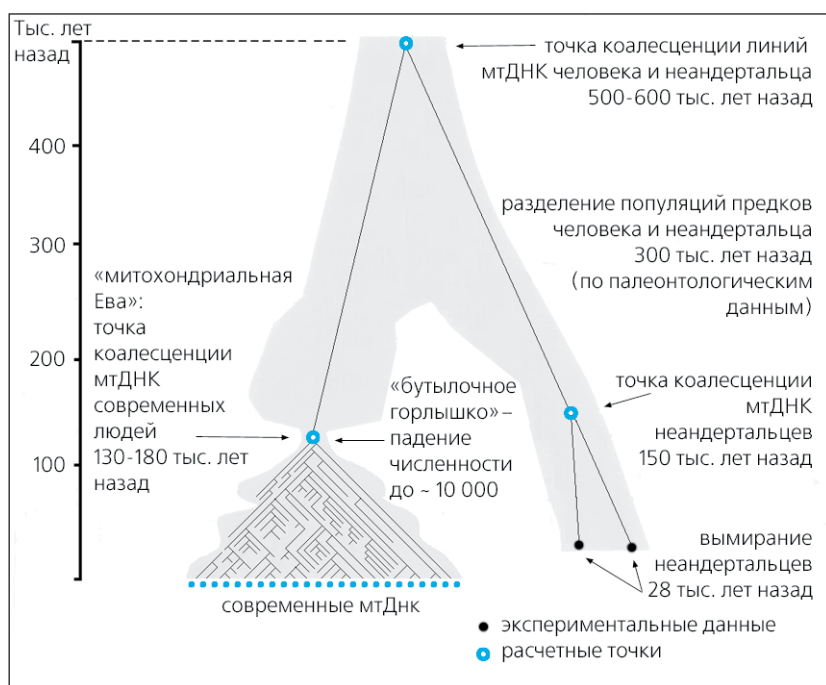 Тыс. лет
назад
400
300
200
100
точка коалесценции линий
мтДНК человека и неандертальца
500-600 тыс. лет назад
разделение популяций предков
человека и неандертальца
300 тыс. лет назад
(по палеонтологическим
данным)
«митохондриальная
Ева»:
точка
коалесценции
мтДНК
современных
людей
130-180 тыс. лет
назад
«бутылочное
горлышко» –
падение
численности
до ~ 10 000
точка коалесценции
мтДНК
неандертальцев
150 тыс. лет назад
вымирание
неандертальцев
28 тыс. лет назад
современные мтДнк
экспериментальные данные
расчетные точки